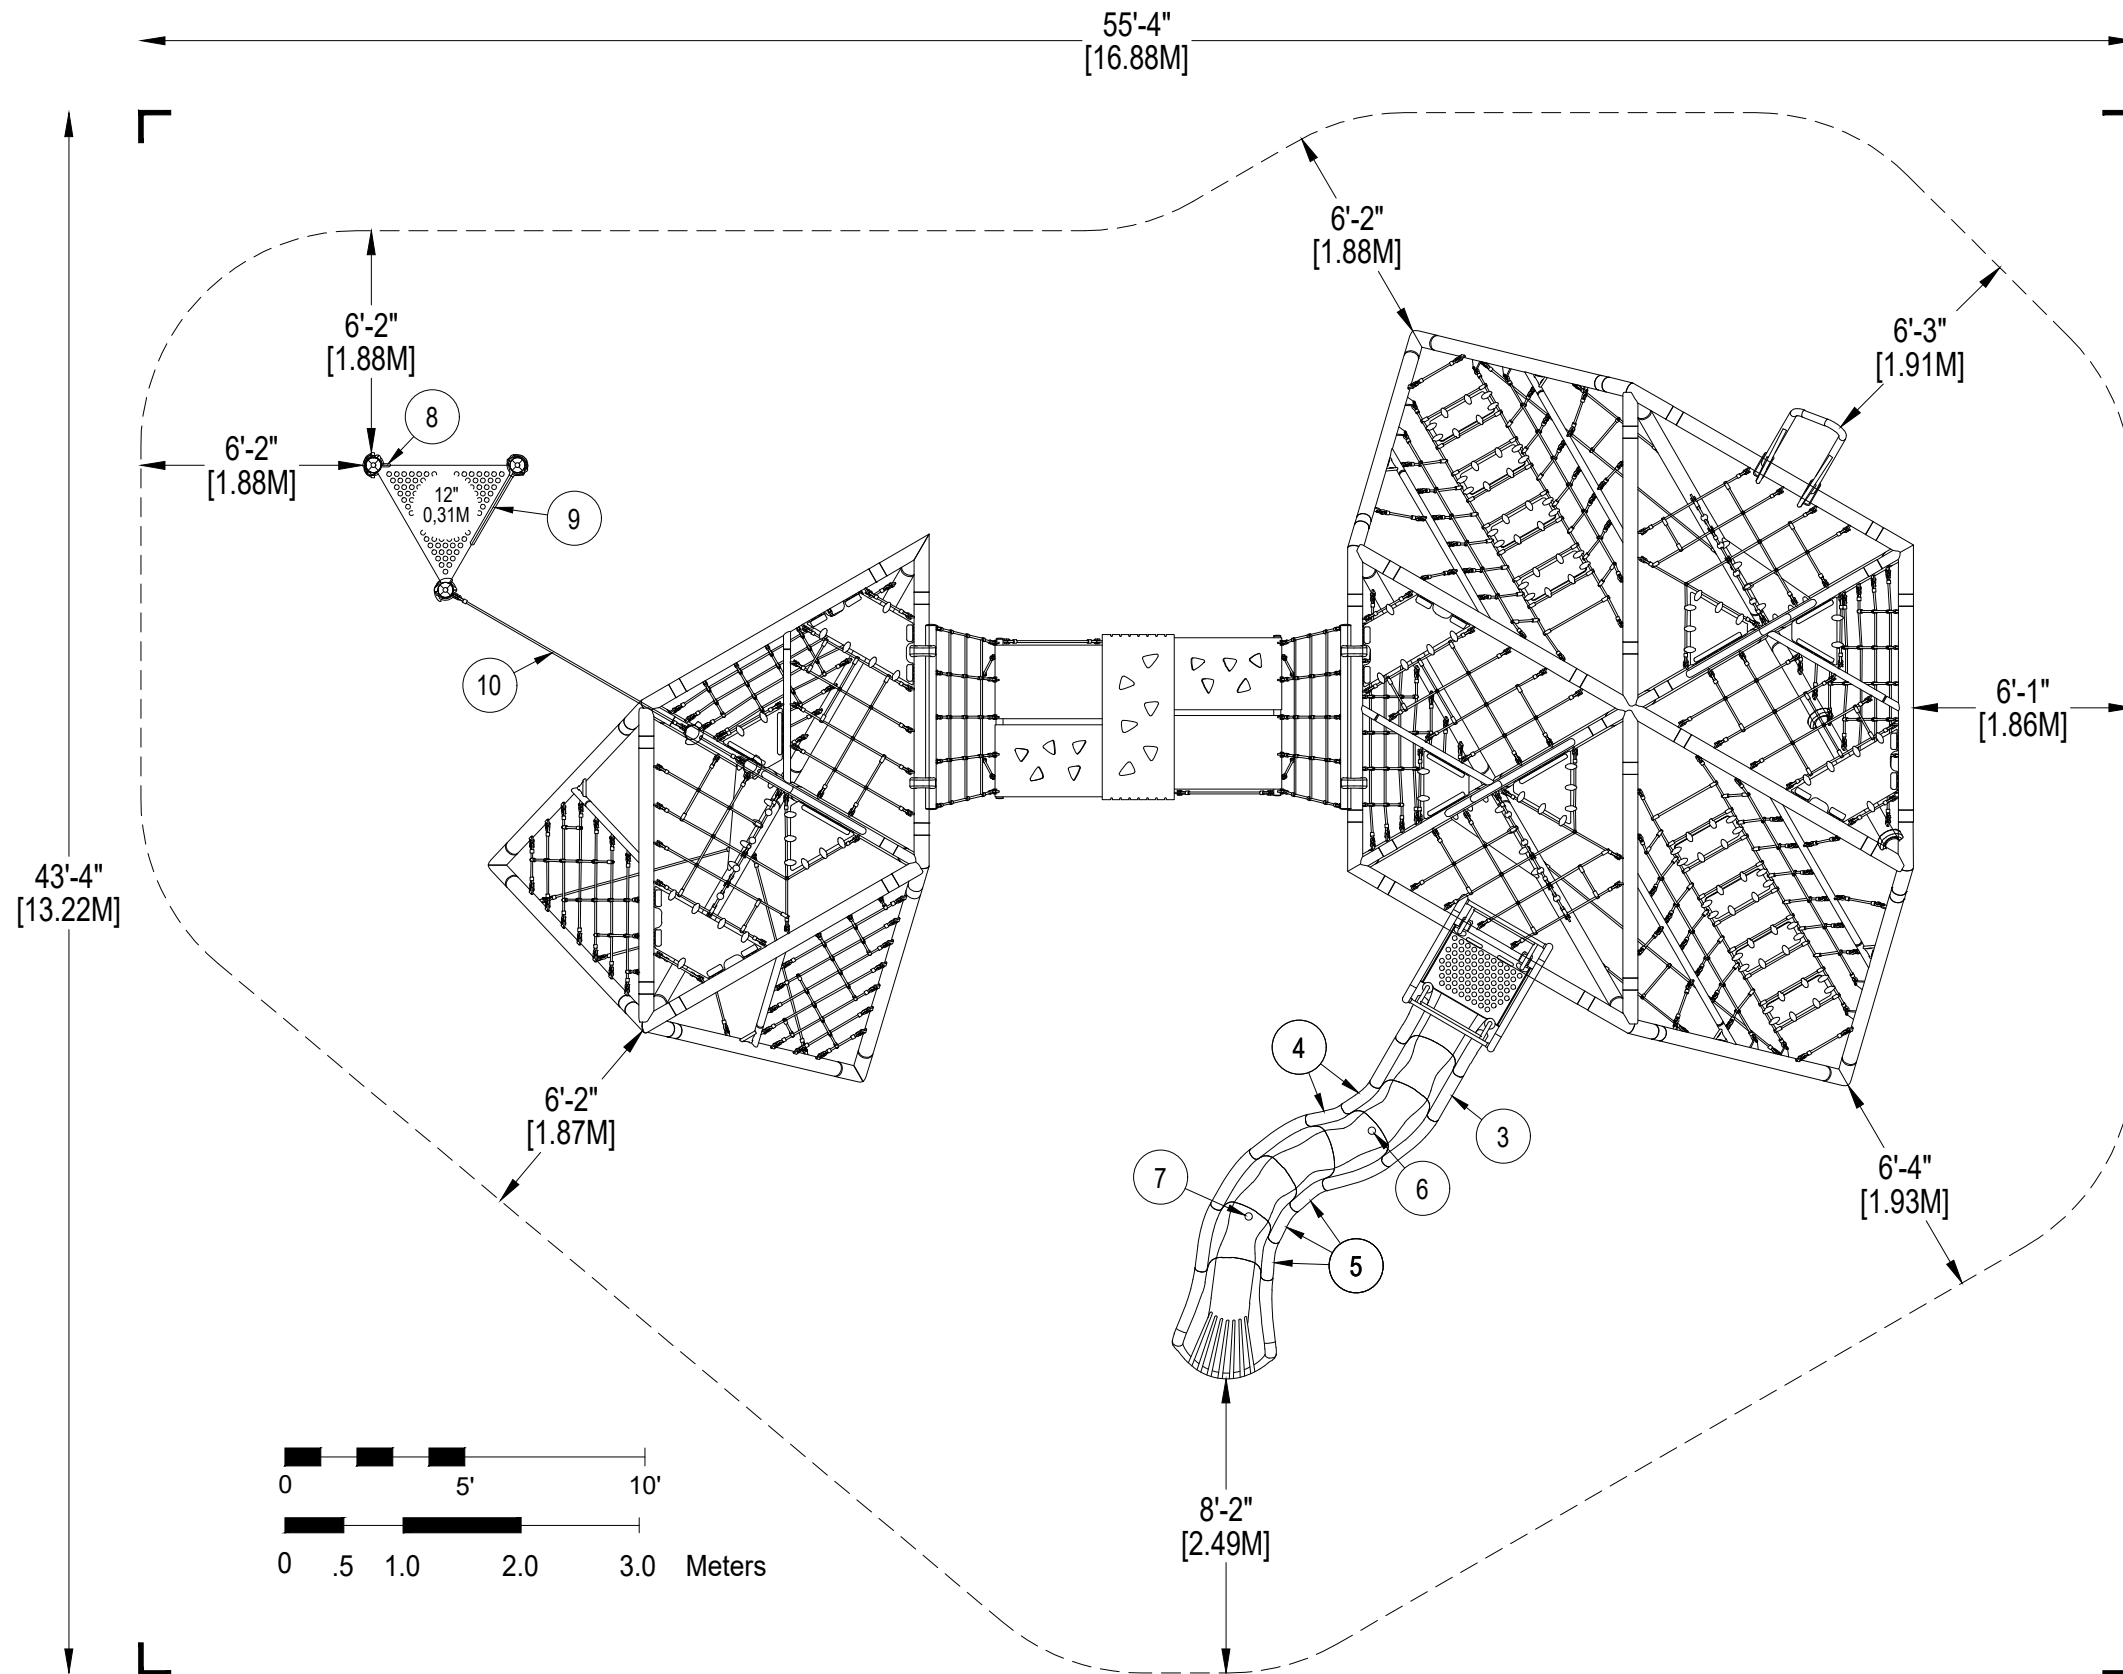 55'-4"
[16.88M]
6'-2"
[1.88M]
6'-2"
[1.88M]
6'-3"
[1.91M]
8
6'-2"
[1.88M]
12"
0,31M
9
10
6'-1"
[1.86M]
43'-4"
[13.22M]
4
6'-2"
[1.87M]
3
7
6
6'-4"
[1.93M]
5
0 5' 10'
8'-2"
[2.49M]
0 .5 1.0 2.0 3.0 Meters